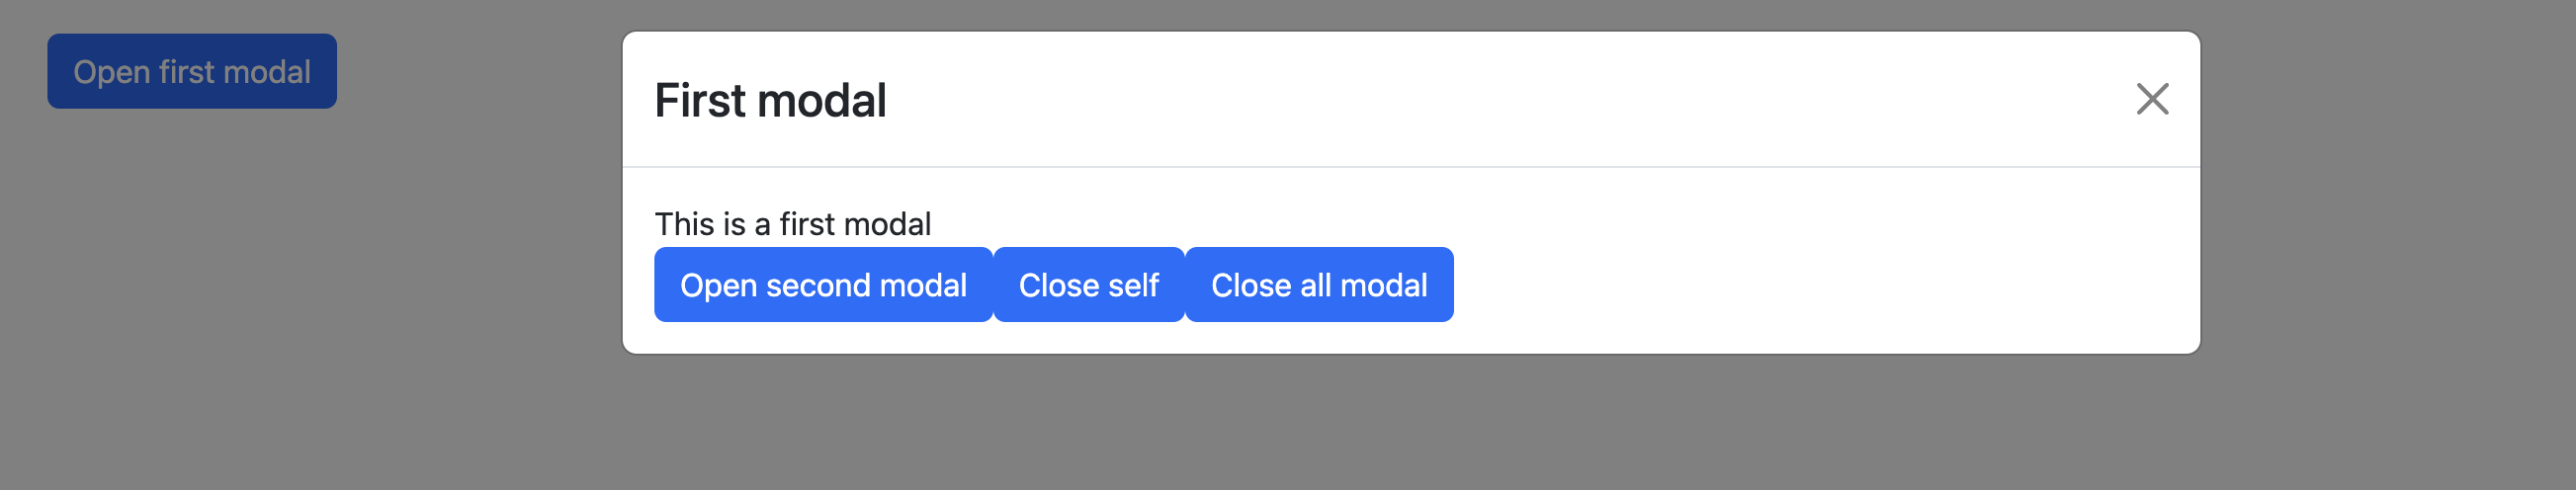 Open first modal
First modal
This is a first modal
Open second modal Close self Close all modal